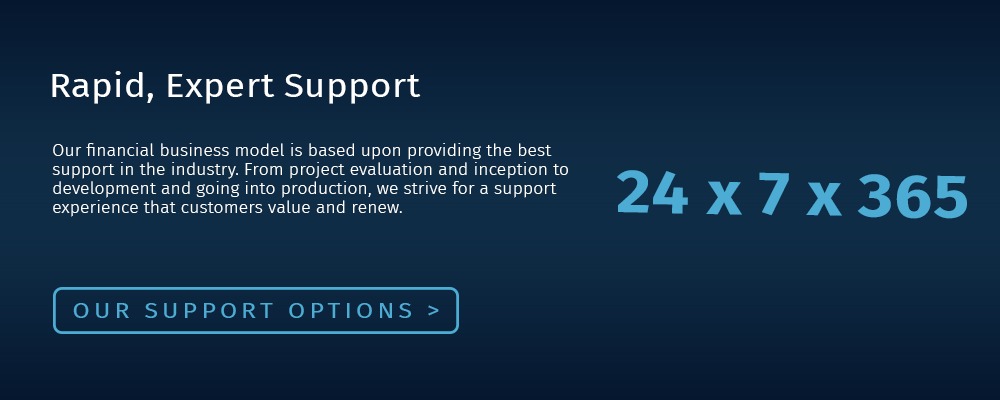 Rapid, Expert Support
Our financial business model is based upon providing the best
support in the industry. From project evaluation and inception to
development and going into production, we strive for a support
experience that customers value and renew.
24 x 7 x 365
OUR SUPPORT OPTIONS >